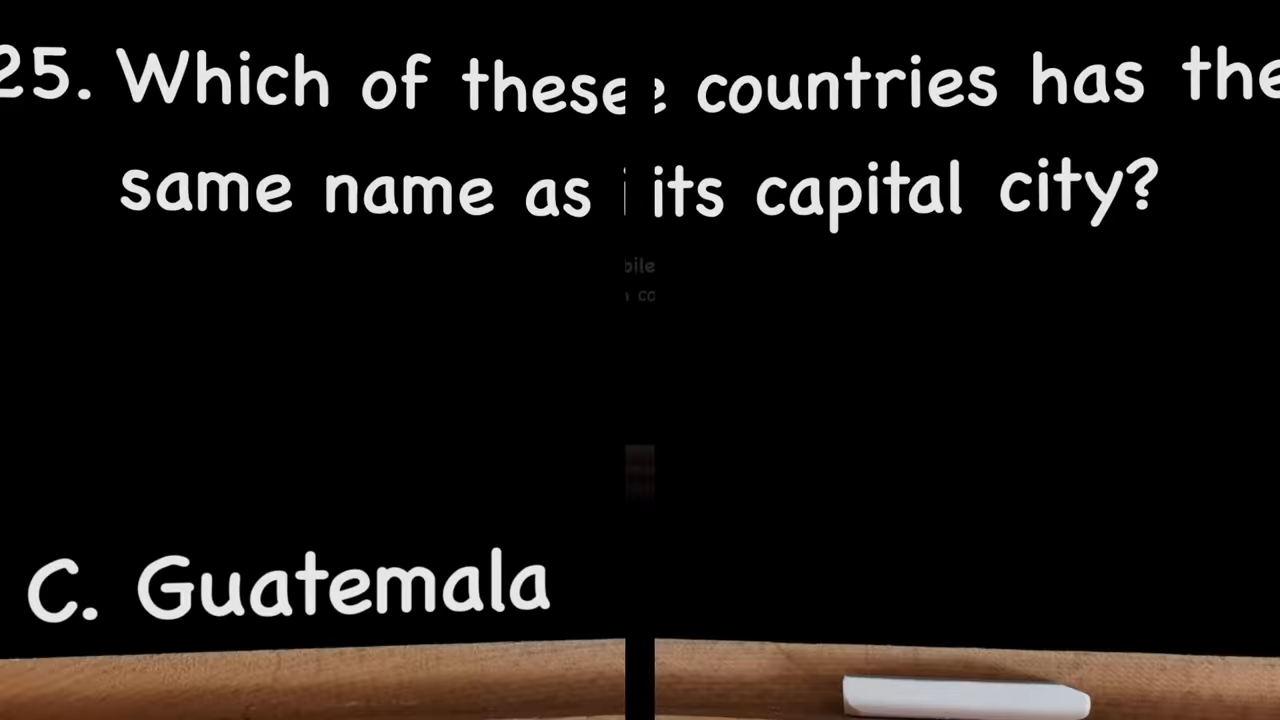 25. Which of these countries has the
same name as its capital city?
C. Guatemala